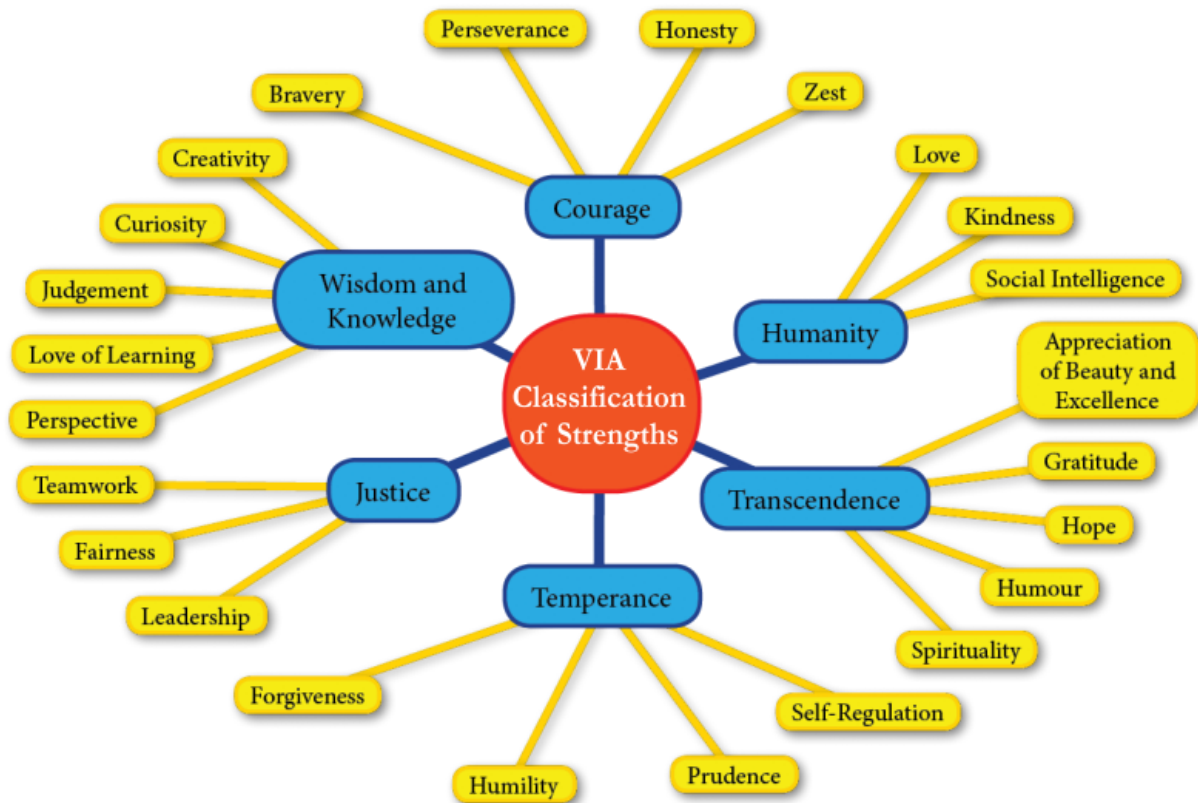 Perseverance
Honesty
Bravery
Zest
Creativity
Love
Courage
Curiosity
Kindness
Judgement
Wisdom and
Knowledge
Social Intelligence
Humanity
Love of Learning
Appreciation
of Beauty and
Excellence
VIA
Classification
of Strengths
Perspective
Gratitude
Teamwork
Justice
Transcendence
Hope
Fairness
Humour
Temperance
Leadership
Spirituality
Forgiveness
Self-Regulation
Humility
Prudence